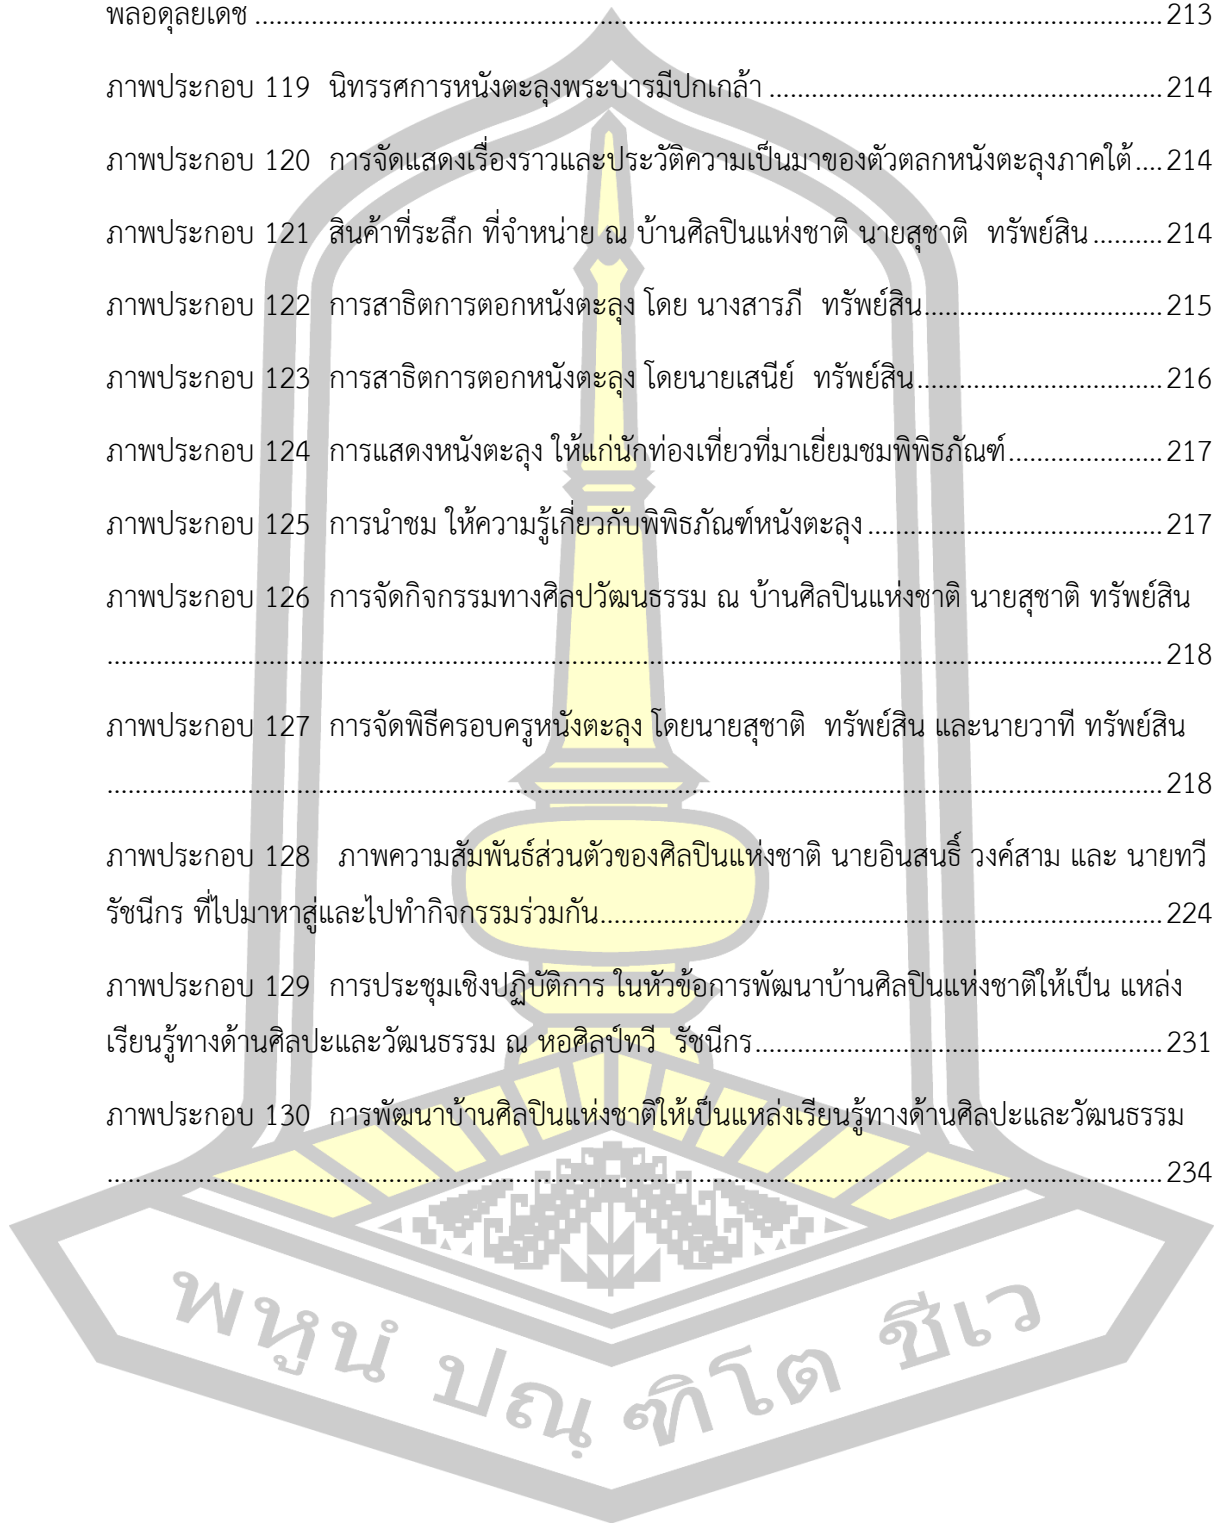 พลอดุลยเดช ........................................................................................................................................ 213
ภาพประกอบ 119 นิทรรศการหนังตะลุงพระบารมีปกเกล้า ....................................................... 214
ภาพประกอบ 120 การจัดแสดงเรื่องราวและประวัติความเป็นมาของตัวตลกหนังตะลุงภาคใต้.... 214
ภาพประกอบ 121 สินค้าที่ระลึก ที่จำหน่าย ณ บ้านศิลปินแห่งชาติ นายสุชาติ ทรัพย์สิน .......... 214
ภาพประกอบ 122 การสาธิตการตอกหนังตะลุง โดย นางสารภี ทรัพย์สิน.................................. 215
ภาพประกอบ 123 การสาธิตการตอกหนังตะลุง โดยนายเสนีย์ ทรัพย์สิน................................... 216
ภาพประกอบ 124 การแสดงหนังตะลุง ให้แก่นักท่องเที่ยวที่มาเยี่ยมชมพิพิธภัณฑ์...................... 217
ภาพประกอบ 125 การนำชม ให้ความรู้เกี่ยวกับพิพิธภัณฑ์หนังตะลุง .......................................... 217
ภาพประกอบ 126 การจัดกิจกรรมทางศิลปวัฒนธรรม ณ บ้านศิลปินแห่งชาติ นายสุชาติ ทรัพย์สิน
..................................................................................................................................................... 218
ภาพประกอบ 127 การจัดพิธีครอบครูหนังตะลุง โดยนายสุชาติ ทรัพย์สิน และนายวาที ทรัพย์สิน
..................................................................................................................................................... 218
ภาพประกอบ 128 ภาพความสัมพันธ์ส่วนตัวของศิลปินแห่งชาติ นายอินสนธิ์ วงค์สาม และ นายทวี
รัชนีกร ที่ไปมาหาสู่และไปทำกิจกรรมร่วมกัน............................................................................... 224
ภาพประกอบ 129 การประชุมเชิงปฏิบัติการ ในหัวข้อการพัฒนาบ้านศิลปินแห่งชาติให้เป็น แหล่ง
เรียนรู้ทางด้านศิลปะและวัฒนธรรม ณ หอศิลป์ทวี รัชนีกร......................................................... 231
ภาพประกอบ 130 การพัฒนาบ้านศิลปินแห่งชาติให้เป็นแหล่งเรียนรู้ทางด้านศิลปะและวัฒนธรรม
..................................................................................................................................................... 234
พหูนํ ปณฺฑิโต ชีเว